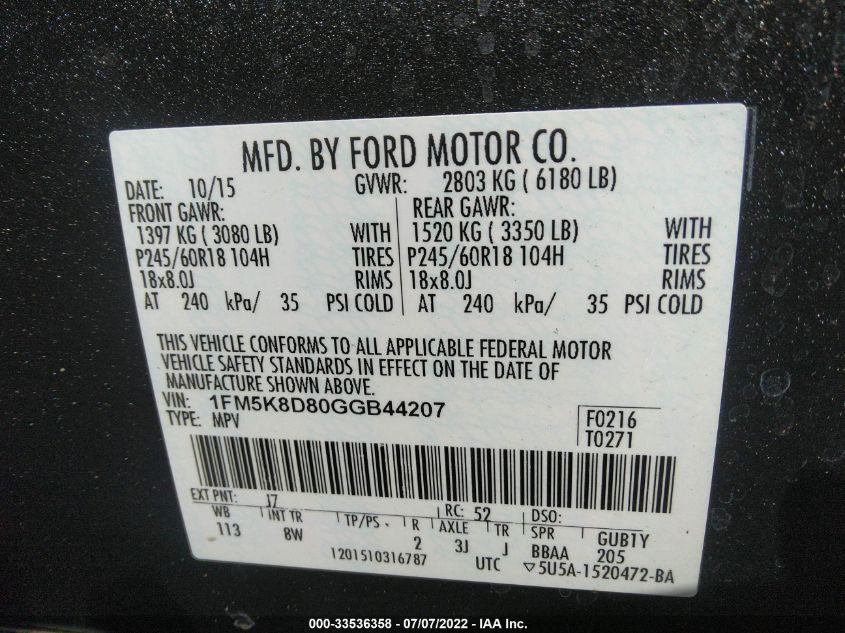 MFD. BY FORD MOTOR CO.
DATE: 10/15 GVWR: 2803 KG ( 6180 LB)
FRONT GAWR: REAR GAWR:
1397 KG ( 3080 LB) WITH 1520 KG ( 3350 LB) WITH
P245/60R18 104H TIRES P245/60R18 104H TIRES
18x8.0J RIMS 18x8.0J RIMS
AT 240 kPa/ 35 PSI COLD AT 240 kPa/ 35 PSI COLD
THIS VEHICLE CONFORMS TO ALL APPLICABLE FEDERAL MOTOR
VEHICLE SAFETY STANDARDS IN EFFECT ON THE DATE OF
MANUFACTURE SHOWN ABOVE.
VIN: 1FM5K8D80GGB44207
TYPE: MPV
F0216
T0271
EXT PNT: J7 RC: 52 DSO:
WB INT TR TP/PS R AXLE TR SPR GUB1Y
113 8W 2 3J J BBAA 205
1201510316787 UTC ▽5U5A-1520472-BA
000-33536358 - 07/07/2022 - IAA Inc.